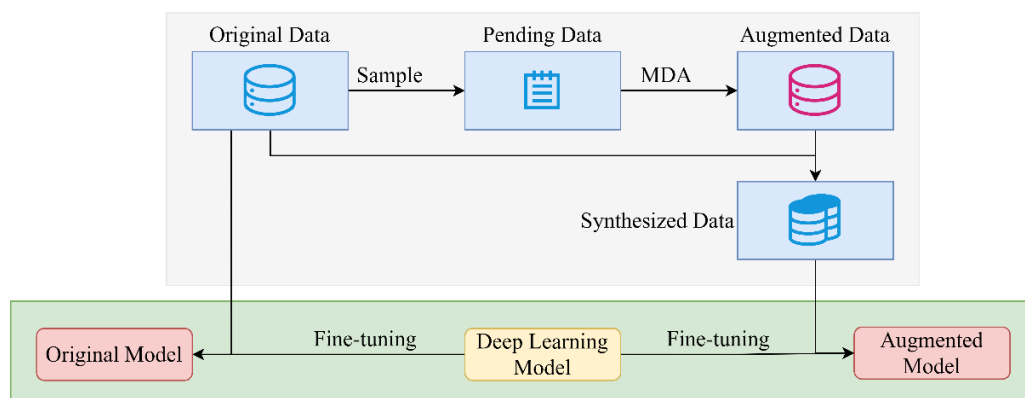 Original Data
Pending Data
Augmented Data
Sample
MDA
Synthesized Data
Original Model
Fine-tuning
Deep Learning
Model
Fine-tuning
Augmented
Model